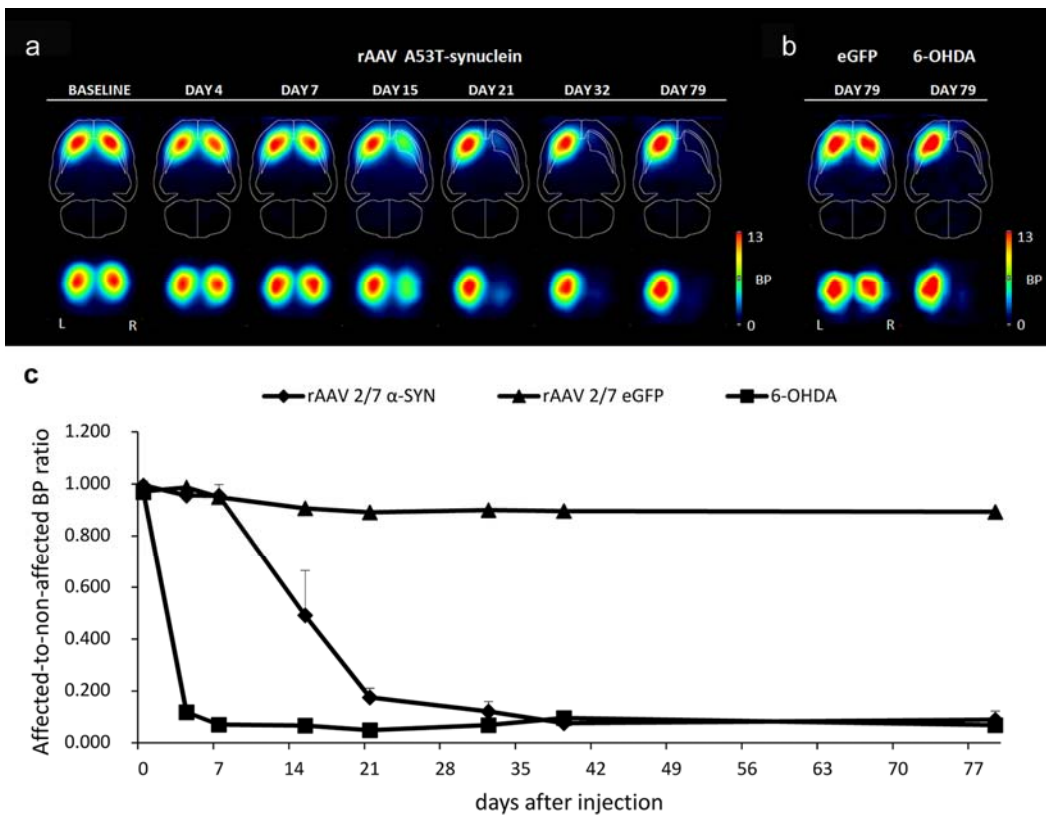 a
rAAV A53T-synuclein
BASELINE DAY 4 DAY 7 DAY 15 DAY 21 DAY 32 DAY 79
L R
13
BP
0
b
eGFP 6-OHDA
DAY 79 DAY 79
L R
13
BP
0
c
rAAV 2/7 α-SYN rAAV 2/7 eGFP 6-OHDA
Affected-to-non-affected BP ratio
1.200
1.000
0.800
0.600
0.400
0.200
0.000
0 7 14 21 28 35 42 49 56 63 70 77
days after injection